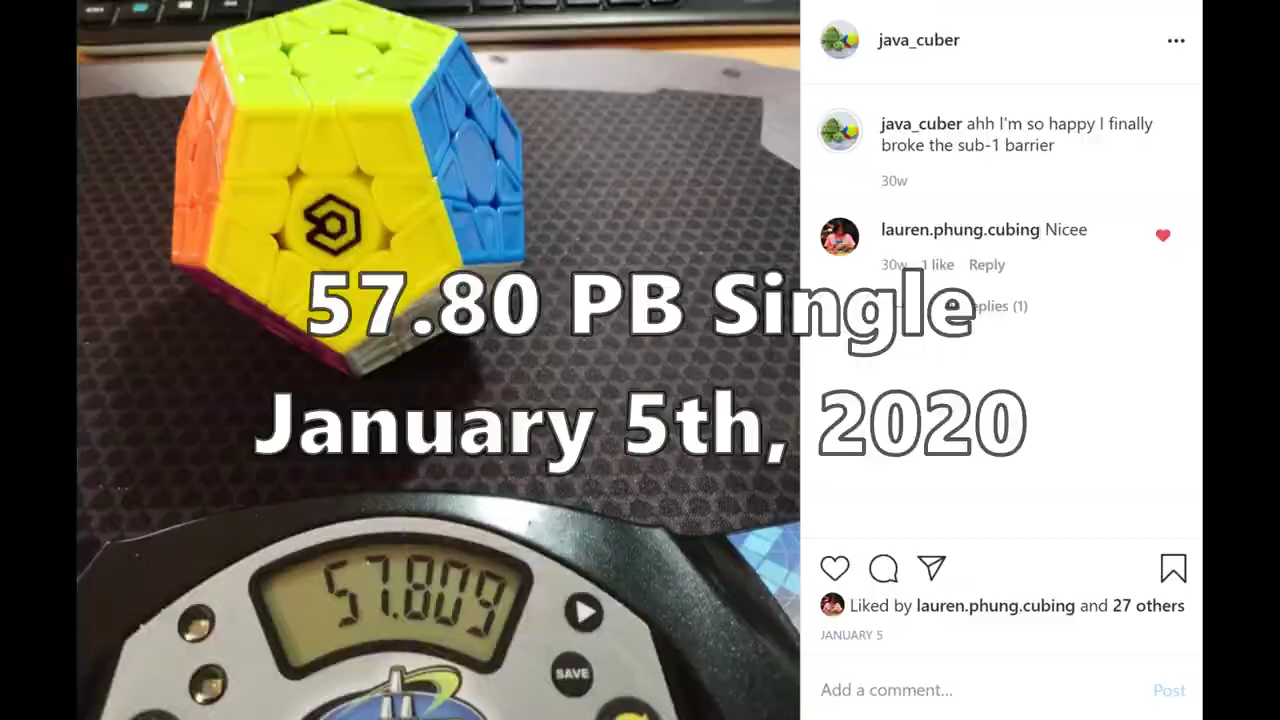 java_cuber
java_cuber ahh I'm so happy I finally
broke the sub-1 barrier
30w
lauren.phung.cubing Nicee
30w 1 like Reply
eplies (1)
57.80 PB Single
January 5th, 2020
57.809
SAVE
Liked by lauren.phung.cubing and 27 others
JANUARY 5
Add a comment...
Post